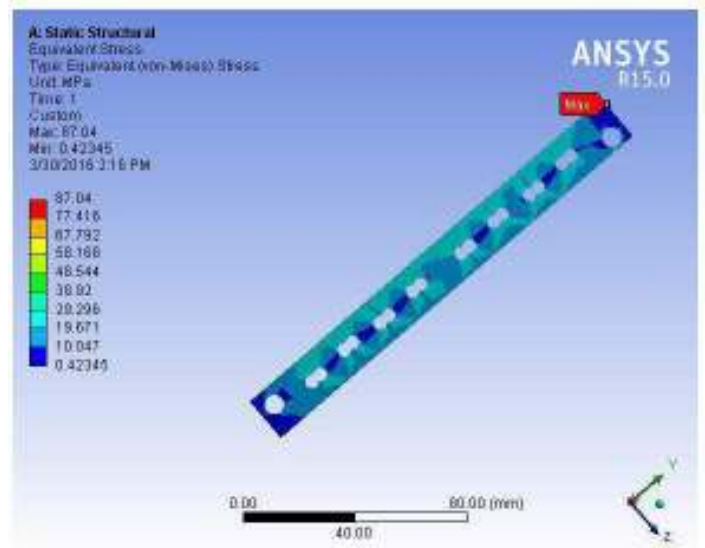 A: Static Structural
Equivalent Stress
Type: Equivalent (von-Mises) Stress
Unit: MPa
Time: 1
Custom
Max: 87.04
Min: 0.42345
3/30/2016 2:16 PM
ANSYS
R15.0
Max
87.04
77.416
67.792
58.168
48.544
38.92
29.296
19.671
10.047
0.42345
0.00
80.00 (mm)
40.00
Y
Z